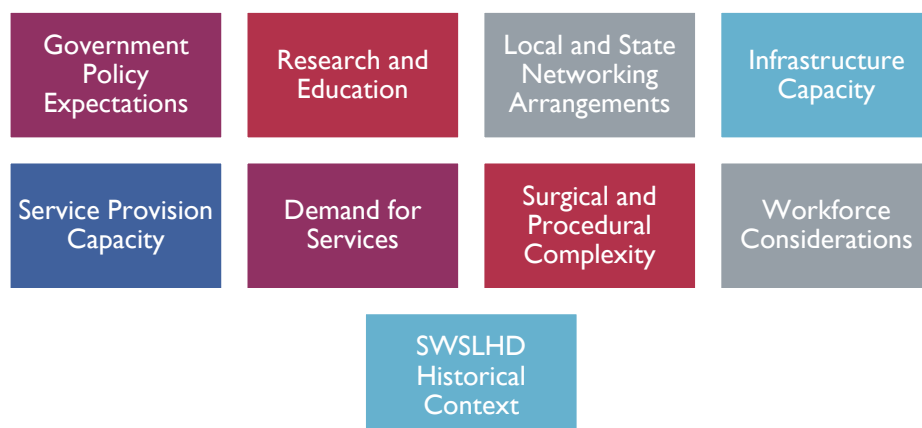 Government
Policy
Expectations
Research and
Education
Local and State
Networking
Arrangements
Infrastructure
Capacity
Service Provision
Capacity
Demand for
Services
Surgical and
Procedural
Complexity
Workforce
Considerations
SWSLHD
Historical
Context